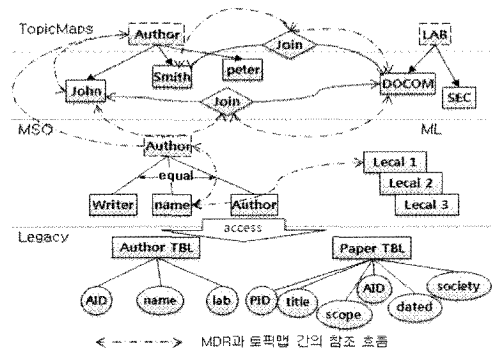 TopicMaps
Author
LAB
Join
Smith
peter
John
DOCOM
SEC
Join
MSO
ML
Author
equal
Writer
name
Author
Lecal 1
Lecal 2
Lecal 3
access
Legacy
Author TBL
Paper TBL
AID
name
lab
PID
title
scope
AID
dated
society
MDR과 토픽맵 간의 참조 흐름